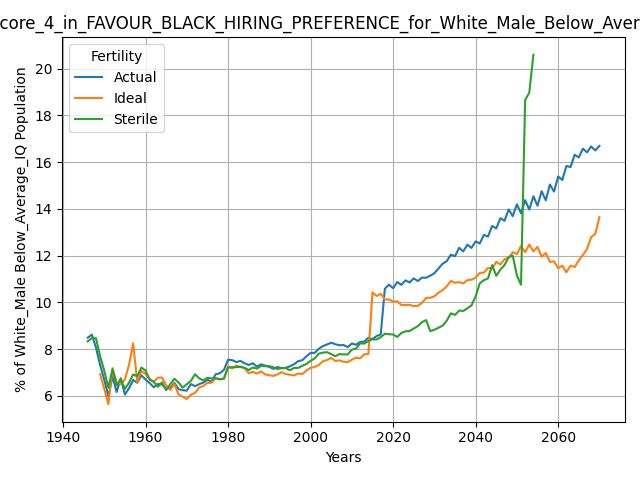 core_4_in_FAVOUR_BLACK_HIRING_PREFERENCE_for_White_Male_Below_Aver
Fertility
Actual
Ideal
Sterile
% of White_Male Below_Average_IQ Population
20
18
16
14
12
10
8
6
1940
1960
1980
2000
2020
2040
2060
Years